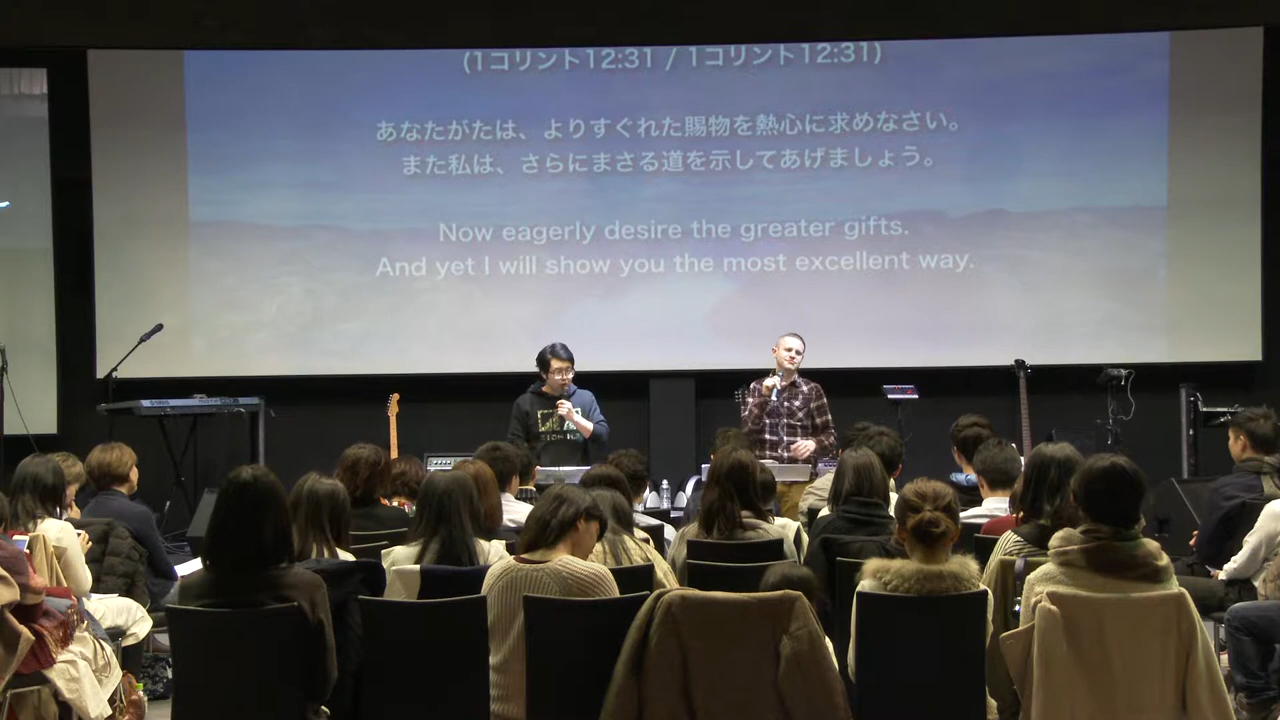 (1コリント12:31 / 1コリント12:31)
あなたがたは、よりすぐれた賜物を熱心に求めなさい。
また私は、さらにまさる道を示してあげましょう。
Now eagerly desire the greater gifts.
And yet I will show you the most excellent way.